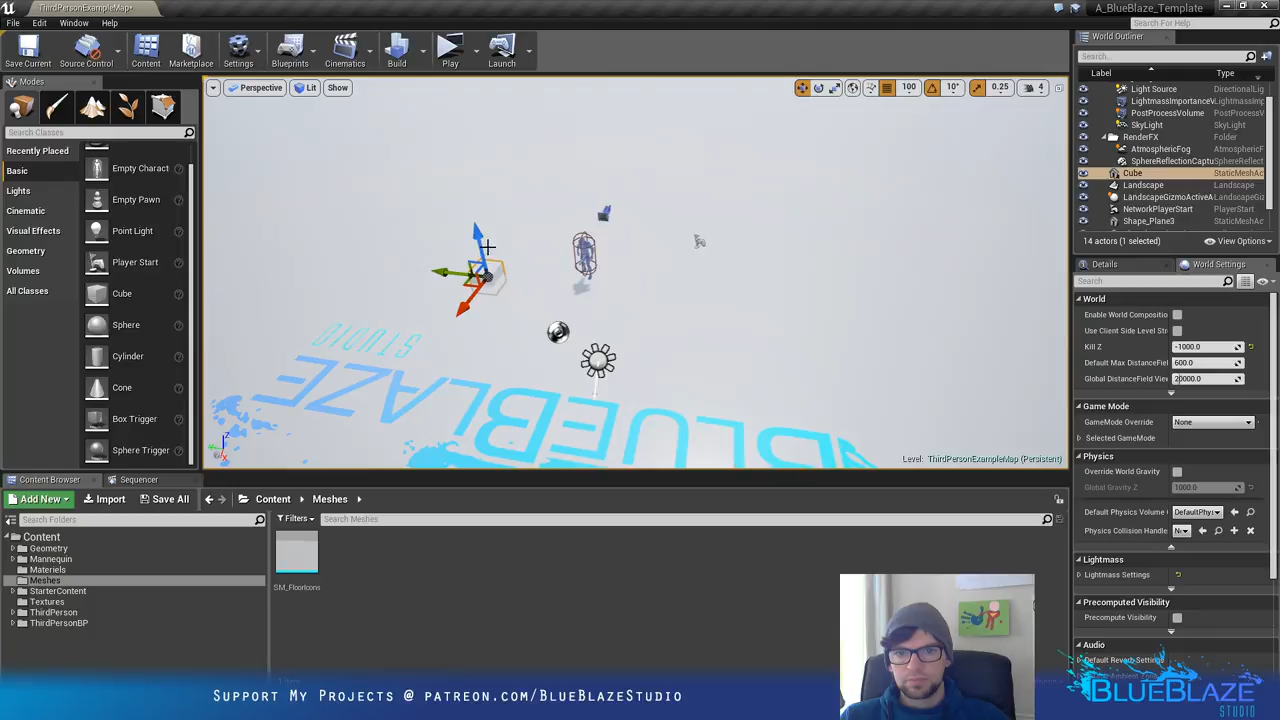 ThirdPersonExampleMap*
A_BlueBlaze_Template
File Edit Window Help
Search For Help
Save Current
Source Control
Content
Marketplace
Settings
Blueprints
Cinematics
Build
Play
Launch
Modes
Search Classes
Recently Placed
Basic
Lights
Cinematic
Visual Effects
Geometry
Volumes
All Classes
Empty Charact
Empty Pawn
Point Light
Player Start
Cube
Sphere
Cylinder
Cone
Box Trigger
Sphere Trigger
Perspective
Lit
Show
100
10°
0.25
4
STUDIO
BLUEBLAZE
Level: ThirdPersonExampleMap (Persistent)
World Outliner
Search...
Label Type
Light Source DirectionalLig
LightmassImportanceV LightmassImp
PostProcessVolume PostProcessV
SkyLight SkyLight
RenderFX Folder
AtmosphericFog AtmosphericF
SphereReflectionCaptu SphereReflect
Cube StaticMeshAc
Landscape Landscape
LandscapeGizmoActiveA LandscapeGiz
NetworkPlayerStart PlayerStart
Shape_Plane3 StaticMeshAc
14 actors (1 selected)
View Options
Details
World Settings
Search
World
Enable World Compositio
Use Client Side Level Str
Kill Z -1000.0
Default Max DistanceFiel 600.0
Global DistanceField View 20000.0
Game Mode
GameMode Override None
Selected GameMode
Physics
Override World Gravity
Global Gravity Z 1000.0
Default Physics Volume DefaultPhys
Physics Collision Handle
Lightmass
Lightmass Settings
Precomputed Visibility
Precompute Visibility
Audio
Default Reverb Settings
Content Browser
Sequencer
Add New
Import
Save All
Content
Meshes
Search Folders
Filters
Search Meshes
Content
Geometry
Mannequin
Materiels
Meshes
StarterContent
Textures
ThirdPerson
ThirdPersonBP
SM_FloorIcons
Support My Projects @ patreon.com/BlueBlazeStudio
BLUEBLAZE
STUDIO